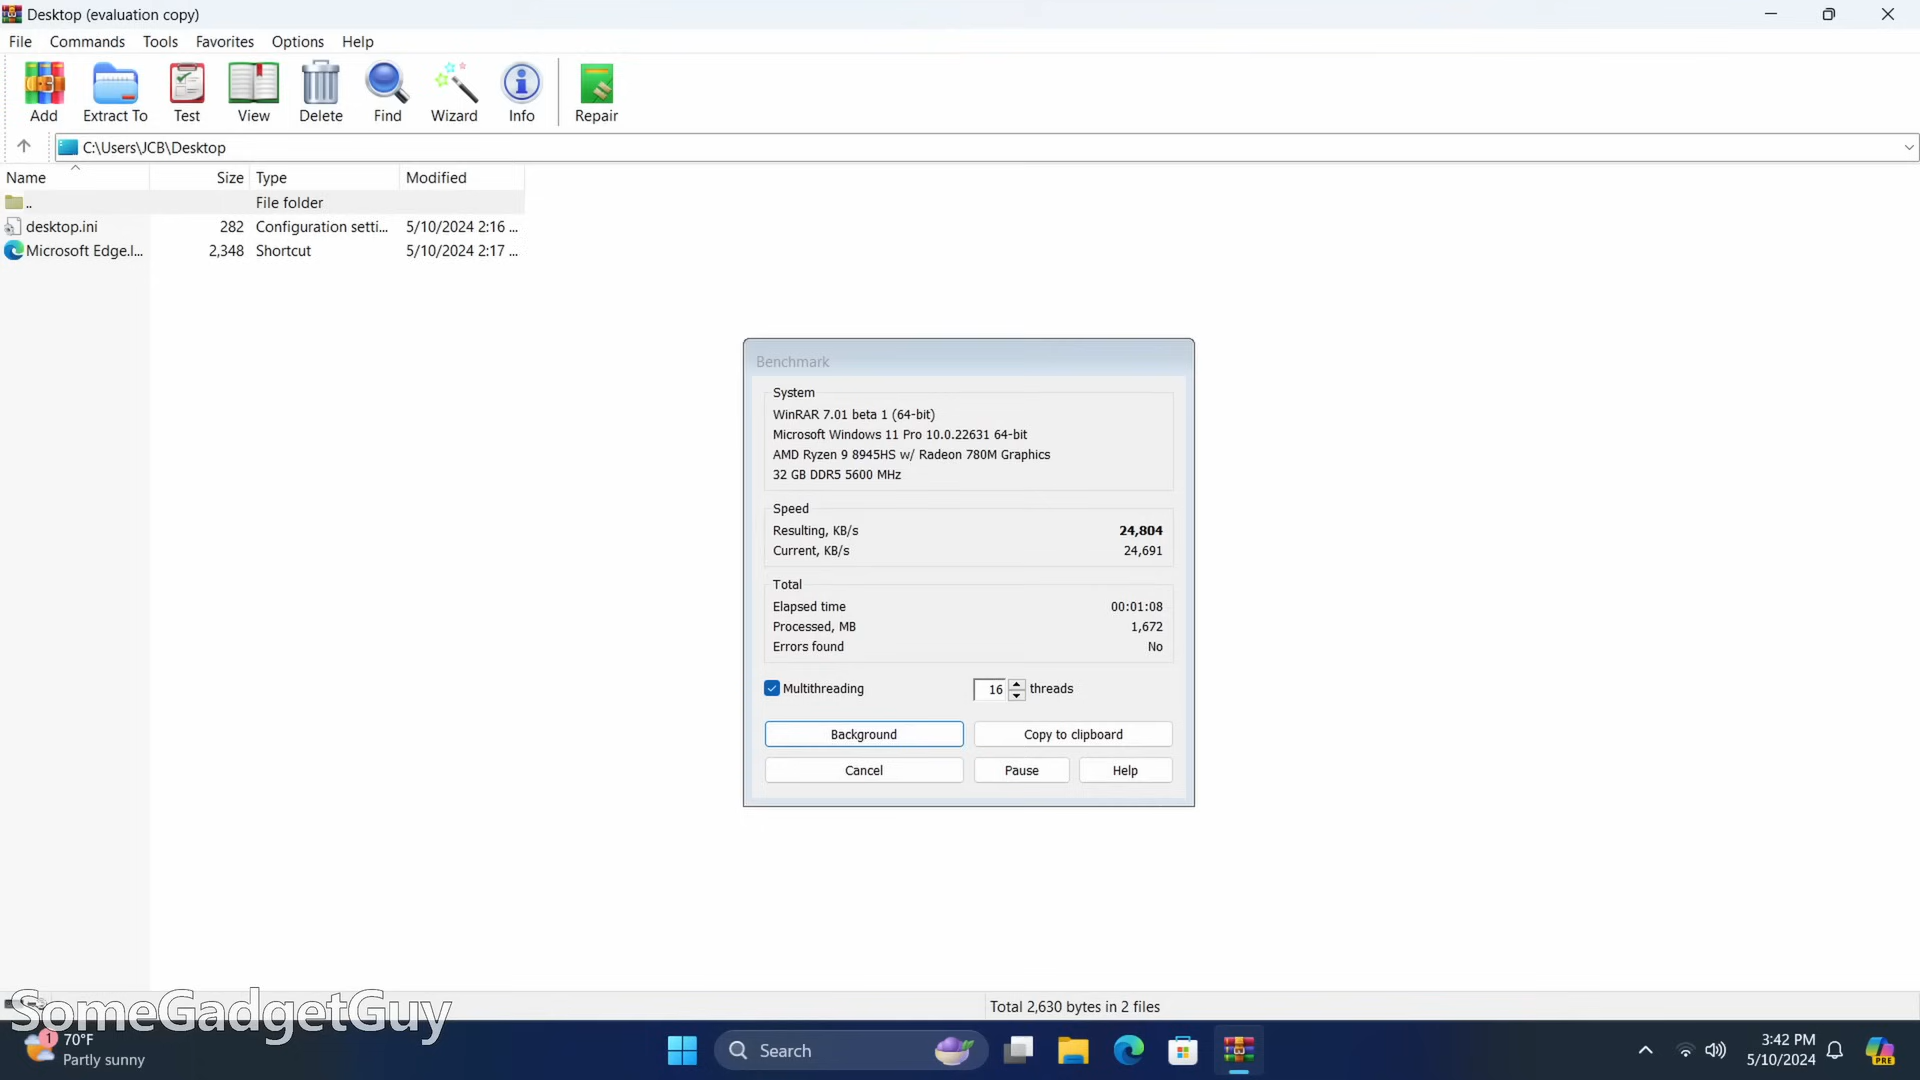 Desktop (evaluation copy)
File Commands Tools Favorites Options Help
Add Extract To Test View Delete Find Wizard Info Repair
C:\Users\JCB\Desktop
Name Size Type Modified
.. File folder
desktop.ini 282 Configuration setti... 5/10/2024 2:16 ...
Microsoft Edge.l... 2,348 Shortcut 5/10/2024 2:17 ...
Benchmark
System
WinRAR 7.01 beta 1 (64-bit)
Microsoft Windows 11 Pro 10.0.22631 64-bit
AMD Ryzen 9 8945HS w/ Radeon 780M Graphics
32 GB DDR5 5600 MHz
Speed
Resulting, KB/s 24,804
Current, KB/s 24,691
Total
Elapsed time 00:01:08
Processed, MB 1,672
Errors found No
Multithreading 16 threads
Background Copy to clipboard
Cancel Pause Help
Total 2,630 bytes in 2 files
SomeGadgetGuy
1 70°F
Partly sunny
Search
3:42 PM
5/10/2024
PRE